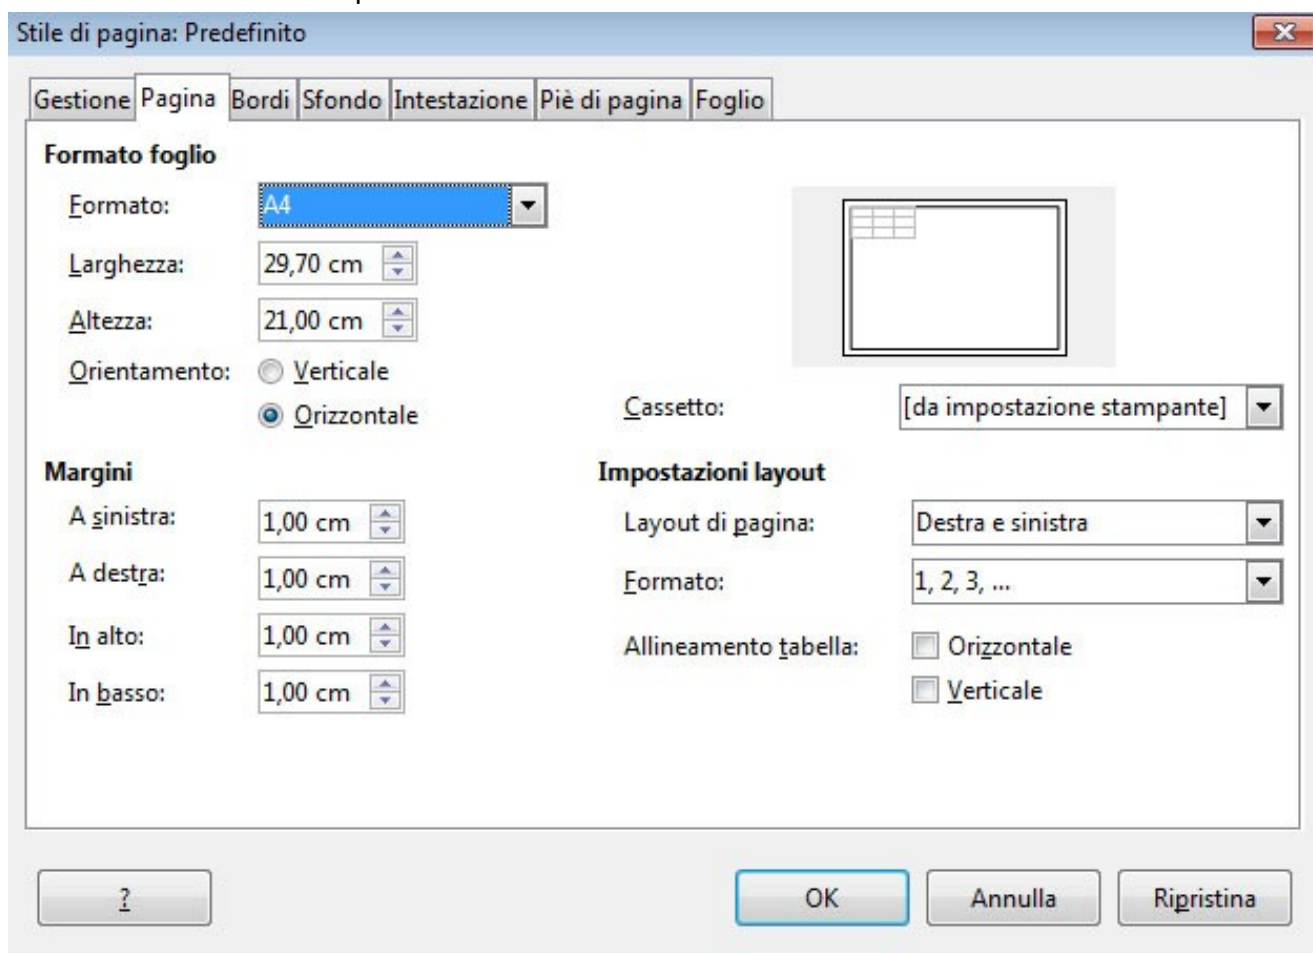 Stile di pagina: Predefinito
Gestione Pagina Bordi Sfondo Intestazione Piè di pagina Foglio
Formato foglio
Formato: A4
Larghezza: 29,70 cm
Altezza: 21,00 cm
Orientamento: Verticale
Orizzontale
Cassetto: [da impostazione stampante]
Margini
A sinistra: 1,00 cm
A destra: 1,00 cm
In alto: 1,00 cm
In basso: 1,00 cm
Impostazioni layout
Layout di pagina: Destra e sinistra
Formato: 1, 2, 3, ...
Allineamento tabella: Orizzontale
Verticale
? OK Annulla Ripristina